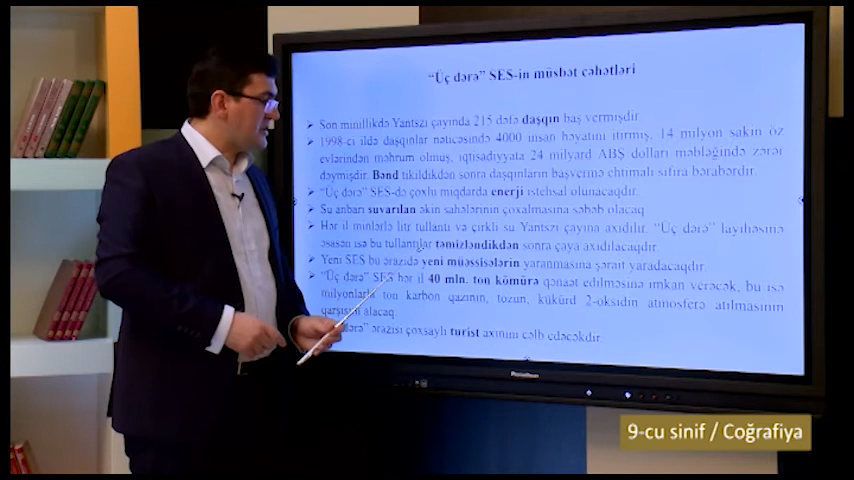 “Üç dərə” SES-in müsbət cəhətləri
Son minillikdə Yantszı çayında 215 dəfə daşqın baş vermişdir.
1998-ci ildə daşqınlar nəticəsində 4000 insan həyatını itirmiş, 14 milyon sakin öz
evlərindən məhrum olmuş, iqtisadiyyata 24 milyard ABŞ dolları məbləğində zərər
dəymişdir. Bənd tikildikdən sonra daşqınların başvermə ehtimalı sıfıra bərabərdir.
“Üç dərə” SES-də çoxlu miqdarda enerji istehsal olunacaqdır.
Su anbarı suvarılan əkin sahələrinin çoxalmasına səbəb olacaq.
Hər il minlərlə litr tullantı və çirkli su Yantszı çayına axıdılır. “Üç dərə” layihəsinə
əsasən isə bu tullantılar təmizləndikdən sonra çaya axıdılacaqdır.
Yeni SES bu ərazidə yeni müəssisələrin yaranmasına şərait yaradacaqdır.
“Üç dərə” SES hər il 40 mln. ton kömürə qənaət edilməsinə imkan verəcək, bu isə
milyonlarla ton karbon qazının, tozun, kükürd 2-oksidin atmosferə atılmasının
qarşısını alacaq.
dərə” ərazisi çoxsaylı turist axınını cəlb edəcəkdir.
Promethean
9-cu sinif / Coğrafiya